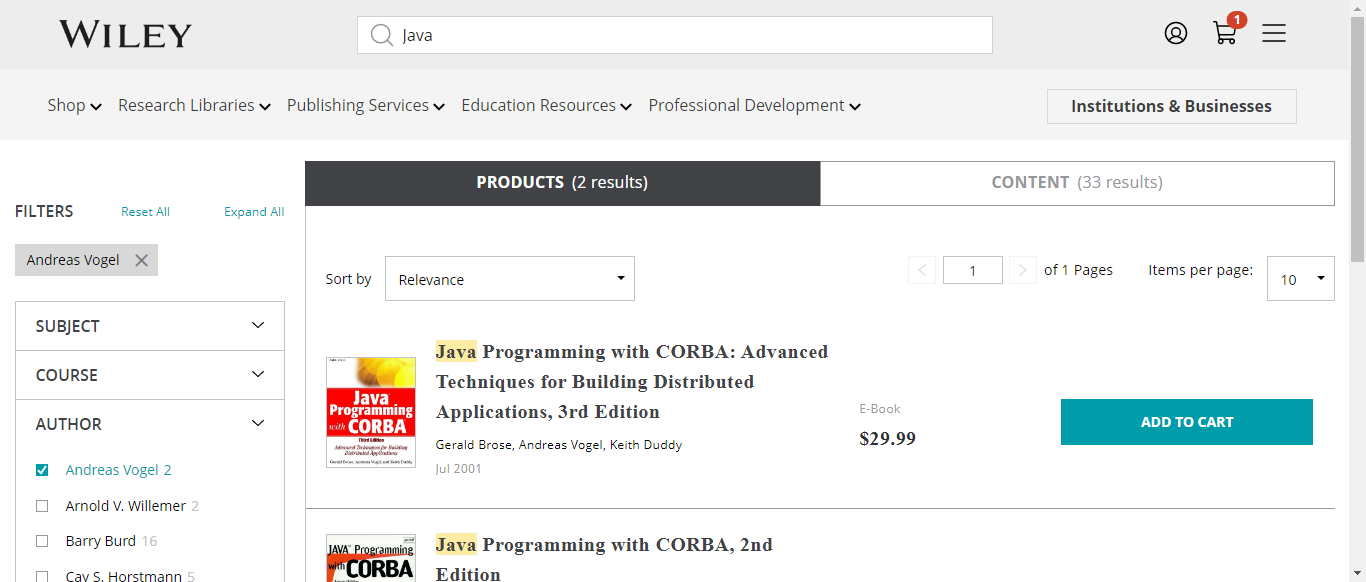 WILEY
Java
1
Shop
Research Libraries
Publishing Services
Education Resources
Professional Development
Institutions & Businesses
FILTERS
Reset All
Expand All
Andreas Vogel
SUBJECT
COURSE
AUTHOR
Andreas Vogel 2
Arnold V. Willemer 2
Barry Burd 16
Cay S. Horstmann 5
PRODUCTS (2 results)
CONTENT (33 results)
Sort by
Relevance
1
of 1 Pages
Items per page:
10
Java
Programming
with CORBA
Third Edition
Advanced Techniques for Building
Distributed Applications
Gerald Brose, Andreas Vogel, and Keith Duddy
Java Programming with CORBA: Advanced
Techniques for Building Distributed
Applications, 3rd Edition
Gerald Brose, Andreas Vogel, Keith Duddy
Jul 2001
E-Book
$29.99
ADD TO CART
JAVA Programming
with CORBA
Java Programming with CORBA, 2nd
Edition